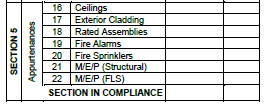 SECTION 5
Appurtenances
16 Ceilings
17 Exterior Cladding
18 Rated Assemblies
19 Fire Alarms
20 Fire Sprinklers
21 M/E/P (Structural)
22 M/E/P (FLS)
SECTION IN COMPLIANCE